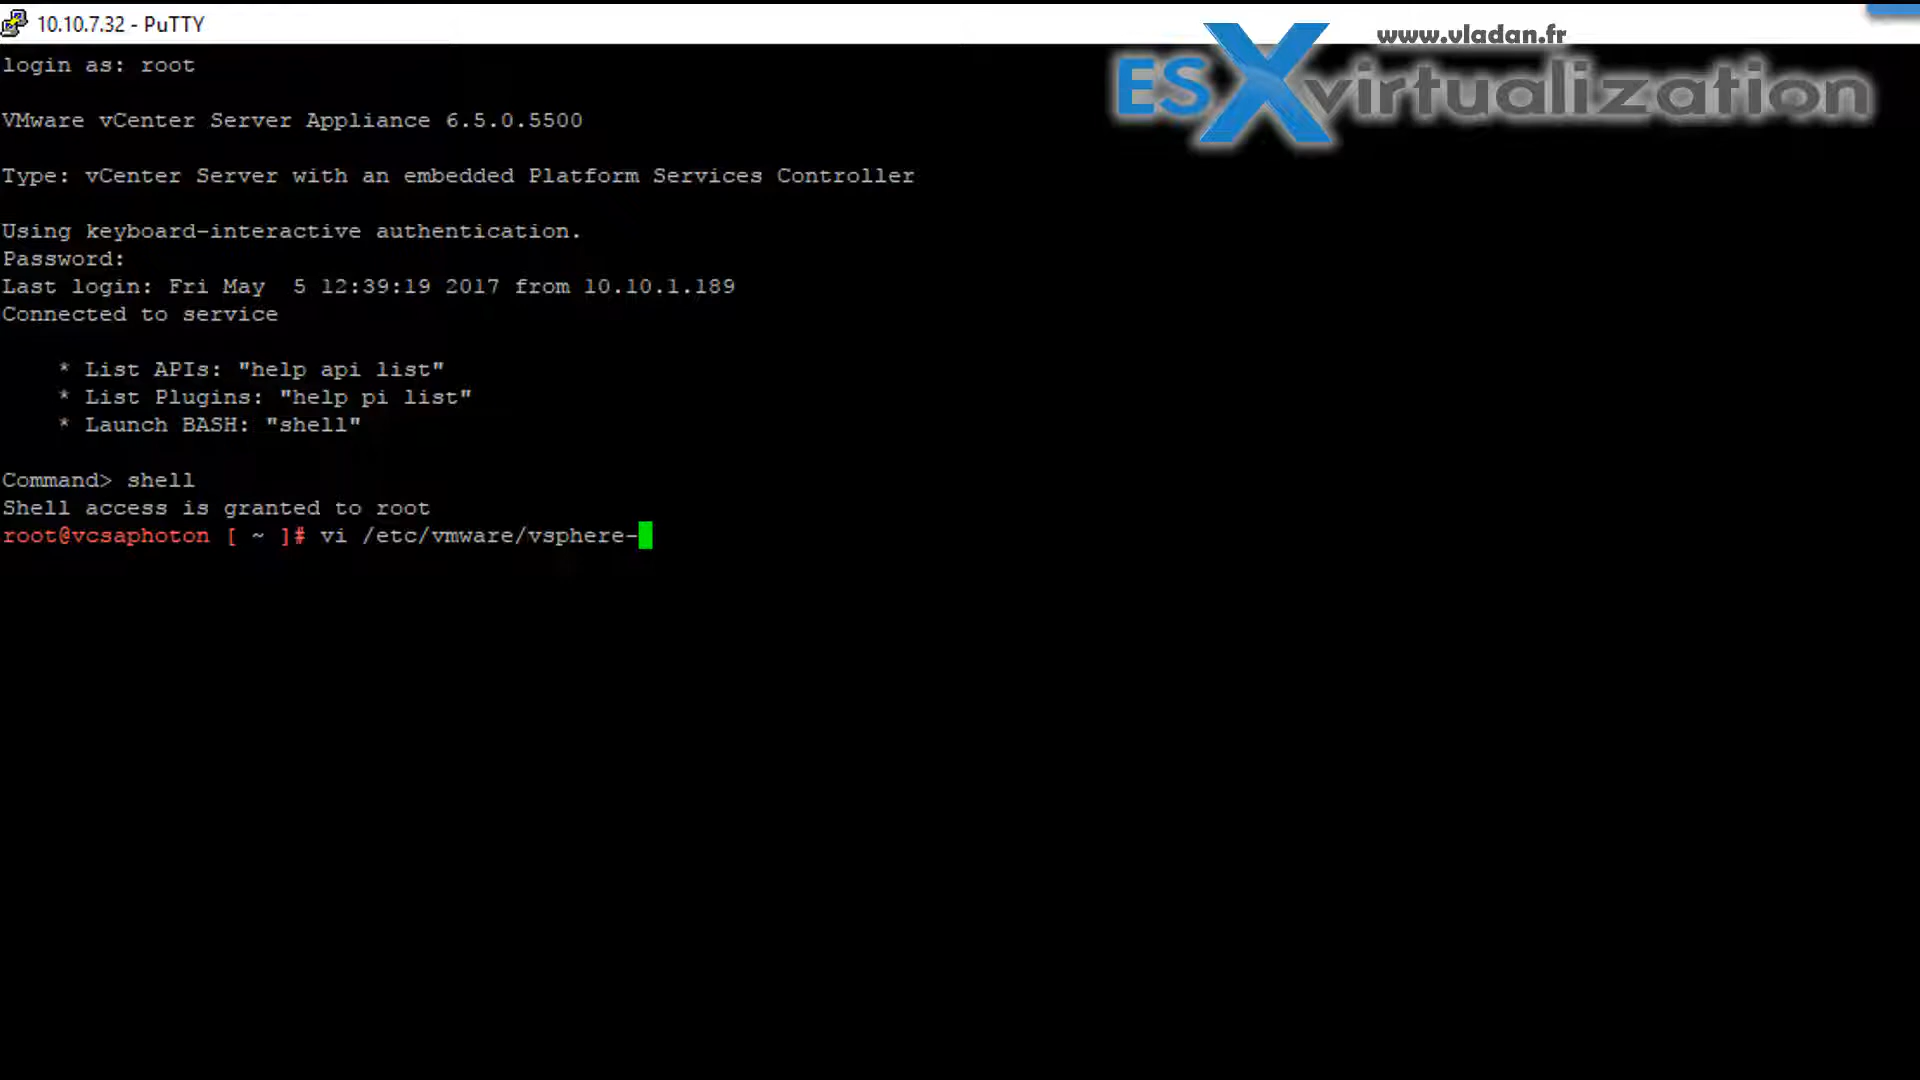 10.10.7.32 - PuTTY
www.vladan.fr
ESXvirtualization
login as: root
VMware vCenter Server Appliance 6.5.0.5500
Type: vCenter Server with an embedded Platform Services Controller
Using keyboard-interactive authentication.
Password:
Last login: Fri May  5 12:39:19 2017 from 10.10.1.189
Connected to service
    * List APIs: "help api list"
    * List Plugins: "help pi list"
    * Launch BASH: "shell"
Command> shell
Shell access is granted to root
root@vcsaphoton [ ~ ]# vi /etc/vmware/vsphere-